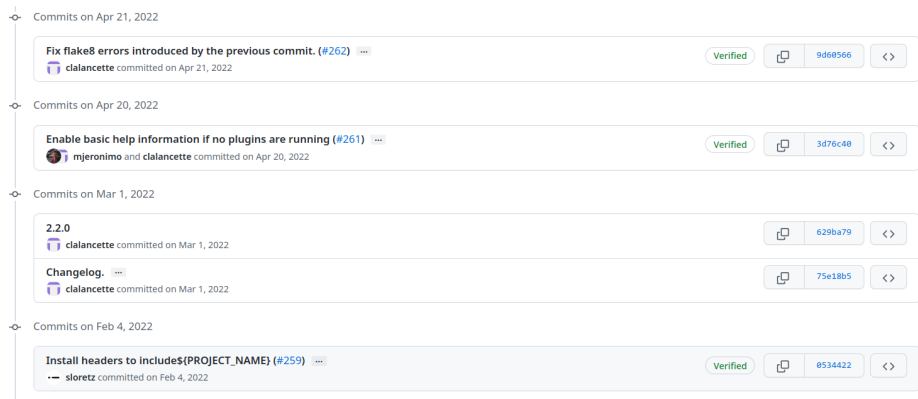 Commits on Apr 21, 2022
Fix flake8 errors introduced by the previous commit. (#262) ...
Verified
9d60566
clalancette committed on Apr 21, 2022
Commits on Apr 20, 2022
Enable basic help information if no plugins are running (#261) ...
Verified
3d76c40
mjeronimo and clalancette committed on Apr 20, 2022
Commits on Mar 1, 2022
2.2.0
629ba79
clalancette committed on Mar 1, 2022
Changelog. ...
75e18b5
clalancette committed on Mar 1, 2022
Commits on Feb 4, 2022
Install headers to include${PROJECT_NAME} (#259) ...
Verified
0534422
sloretz committed on Feb 4, 2022